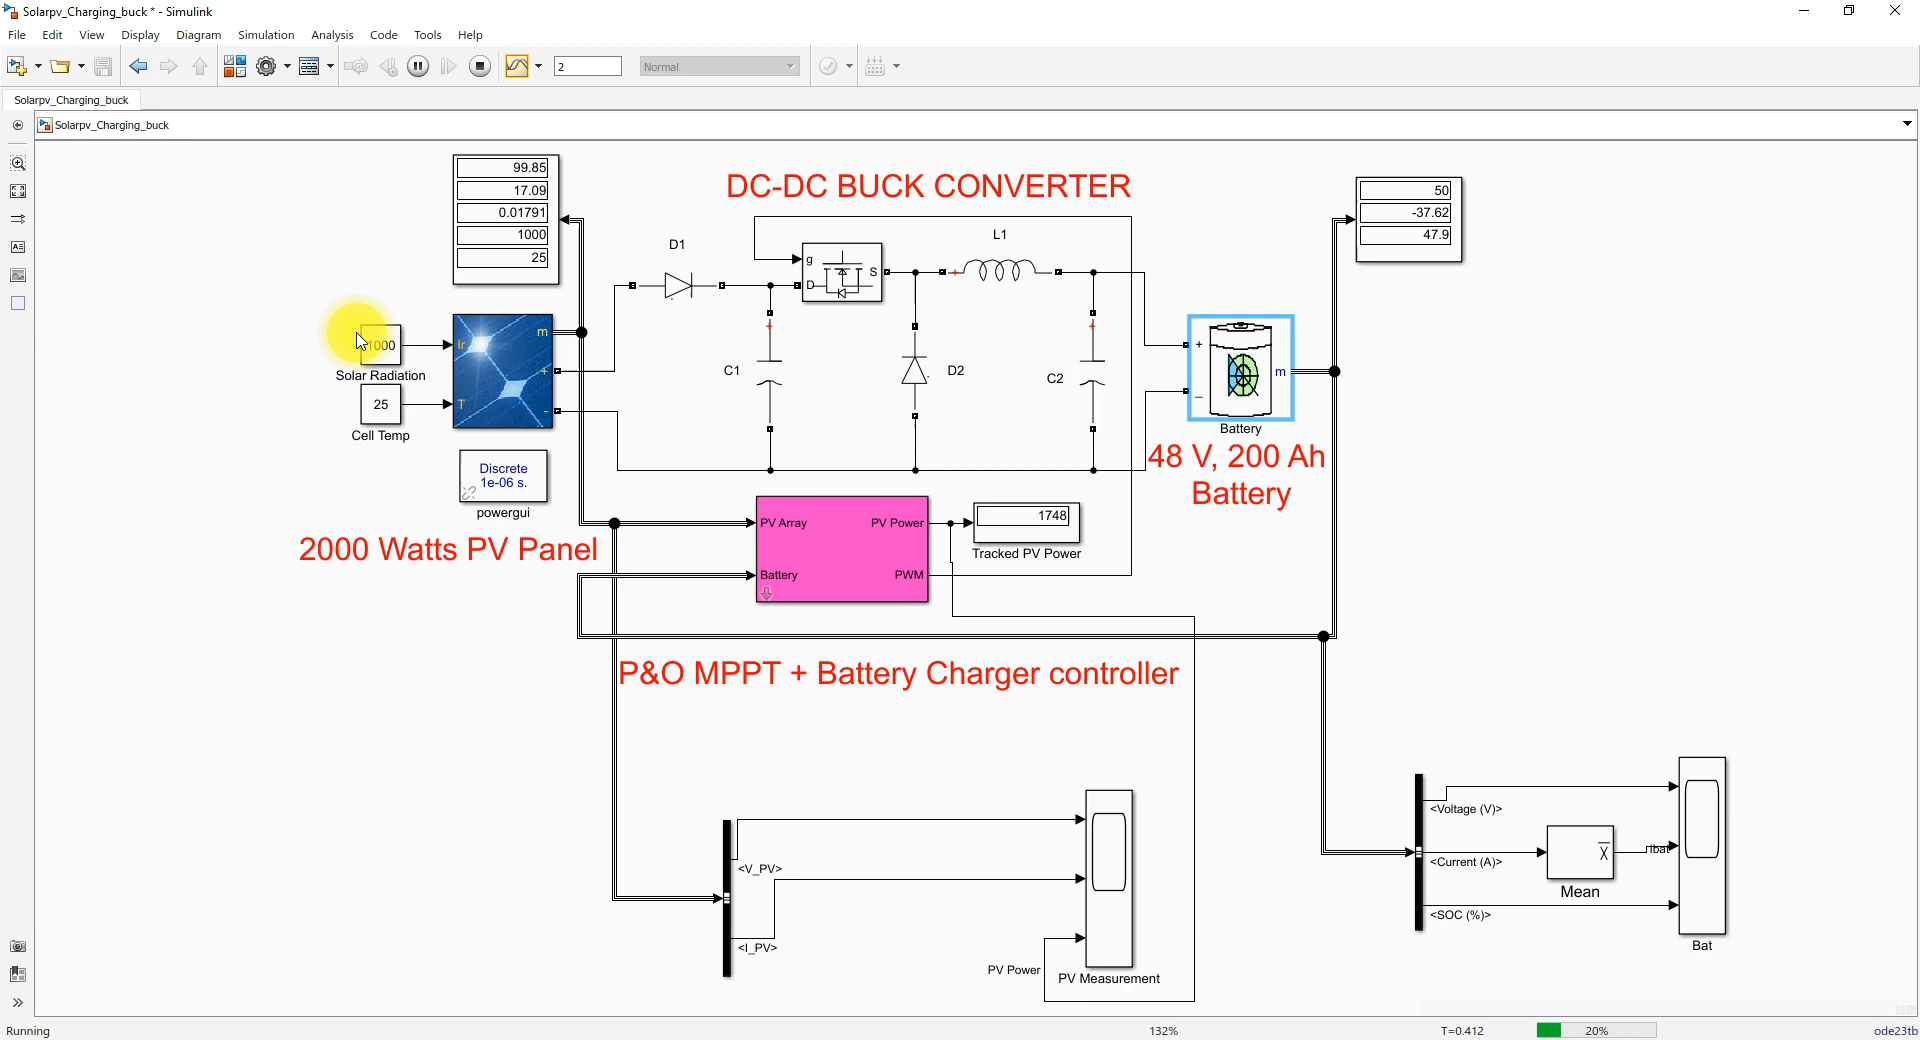 Solarpv_Charging_buck * - Simulink
File Edit View Display Diagram Simulation Analysis Code Tools Help
2
Normal
Solarpv_Charging_buck
Solarpv_Charging_buck
99.85
17.09
0.01791
1000
25
DC-DC BUCK CONVERTER
50
-37.62
47.9
D1
L1
g
D
S
1000
Solar Radiation
25
Cell Temp
Ir
T
m
+
-
C1
D2
C2
+
_
m
Battery
48 V, 200 Ah
Battery
Discrete
1e-06 s.
powergui
2000 Watts PV Panel
PV Array
PV Power
Battery
PWM
1748
Tracked PV Power
P&O MPPT + Battery Charger controller
<V_PV>
<I_PV>
PV Power
PV Measurement
<Voltage (V)>
<Current (A)>
<SOC (%)>
X
Mean
Ibat
Bat
Running
132%
T=0.412
20%
ode23tb